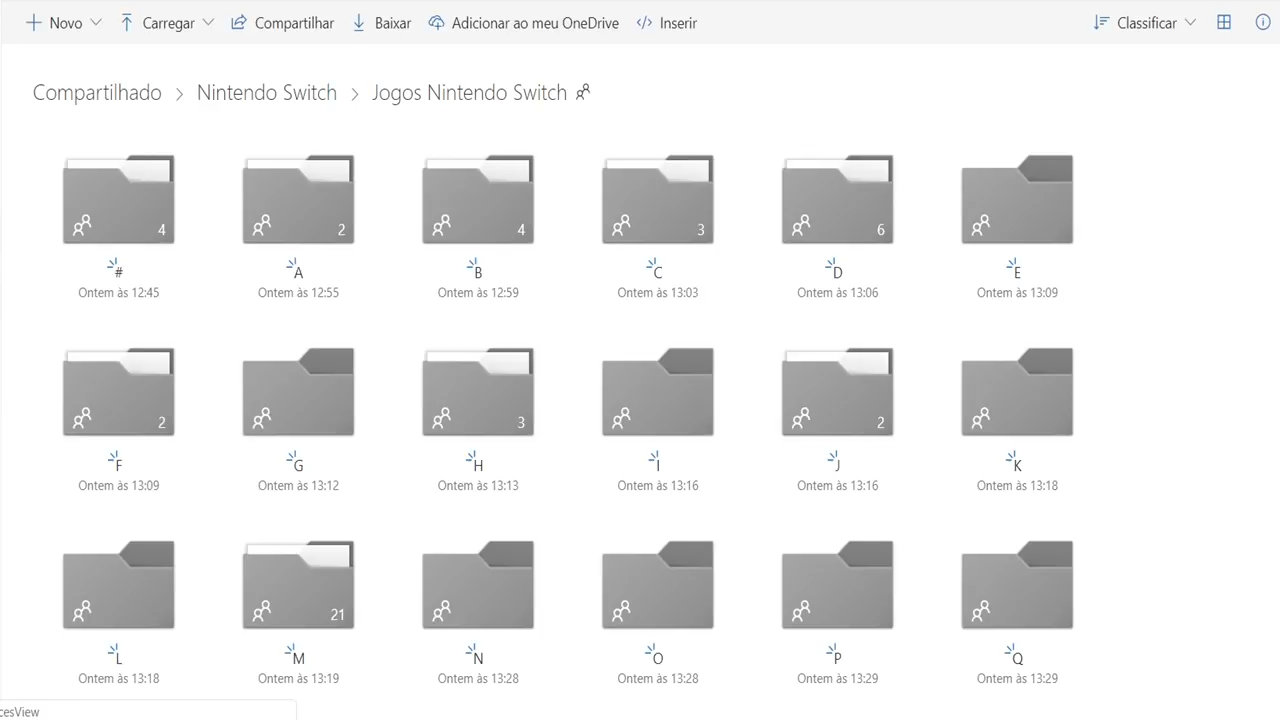 Novo Carregar Compartilhar Baixar Adicionar ao meu OneDrive Inserir Classificar
Compartilhado > Nintendo Switch > Jogos Nintendo Switch
4 2 4 3 6
# A B C D E
Ontem às 12:45 Ontem às 12:55 Ontem às 12:59 Ontem às 13:03 Ontem às 13:06 Ontem às 13:09
2 3 2
F G H I J K
Ontem às 13:09 Ontem às 13:12 Ontem às 13:13 Ontem às 13:16 Ontem às 13:16 Ontem às 13:18
21
L M N O P Q
Ontem às 13:18 Ontem às 13:19 Ontem às 13:28 Ontem às 13:28 Ontem às 13:29 Ontem às 13:29
cesView